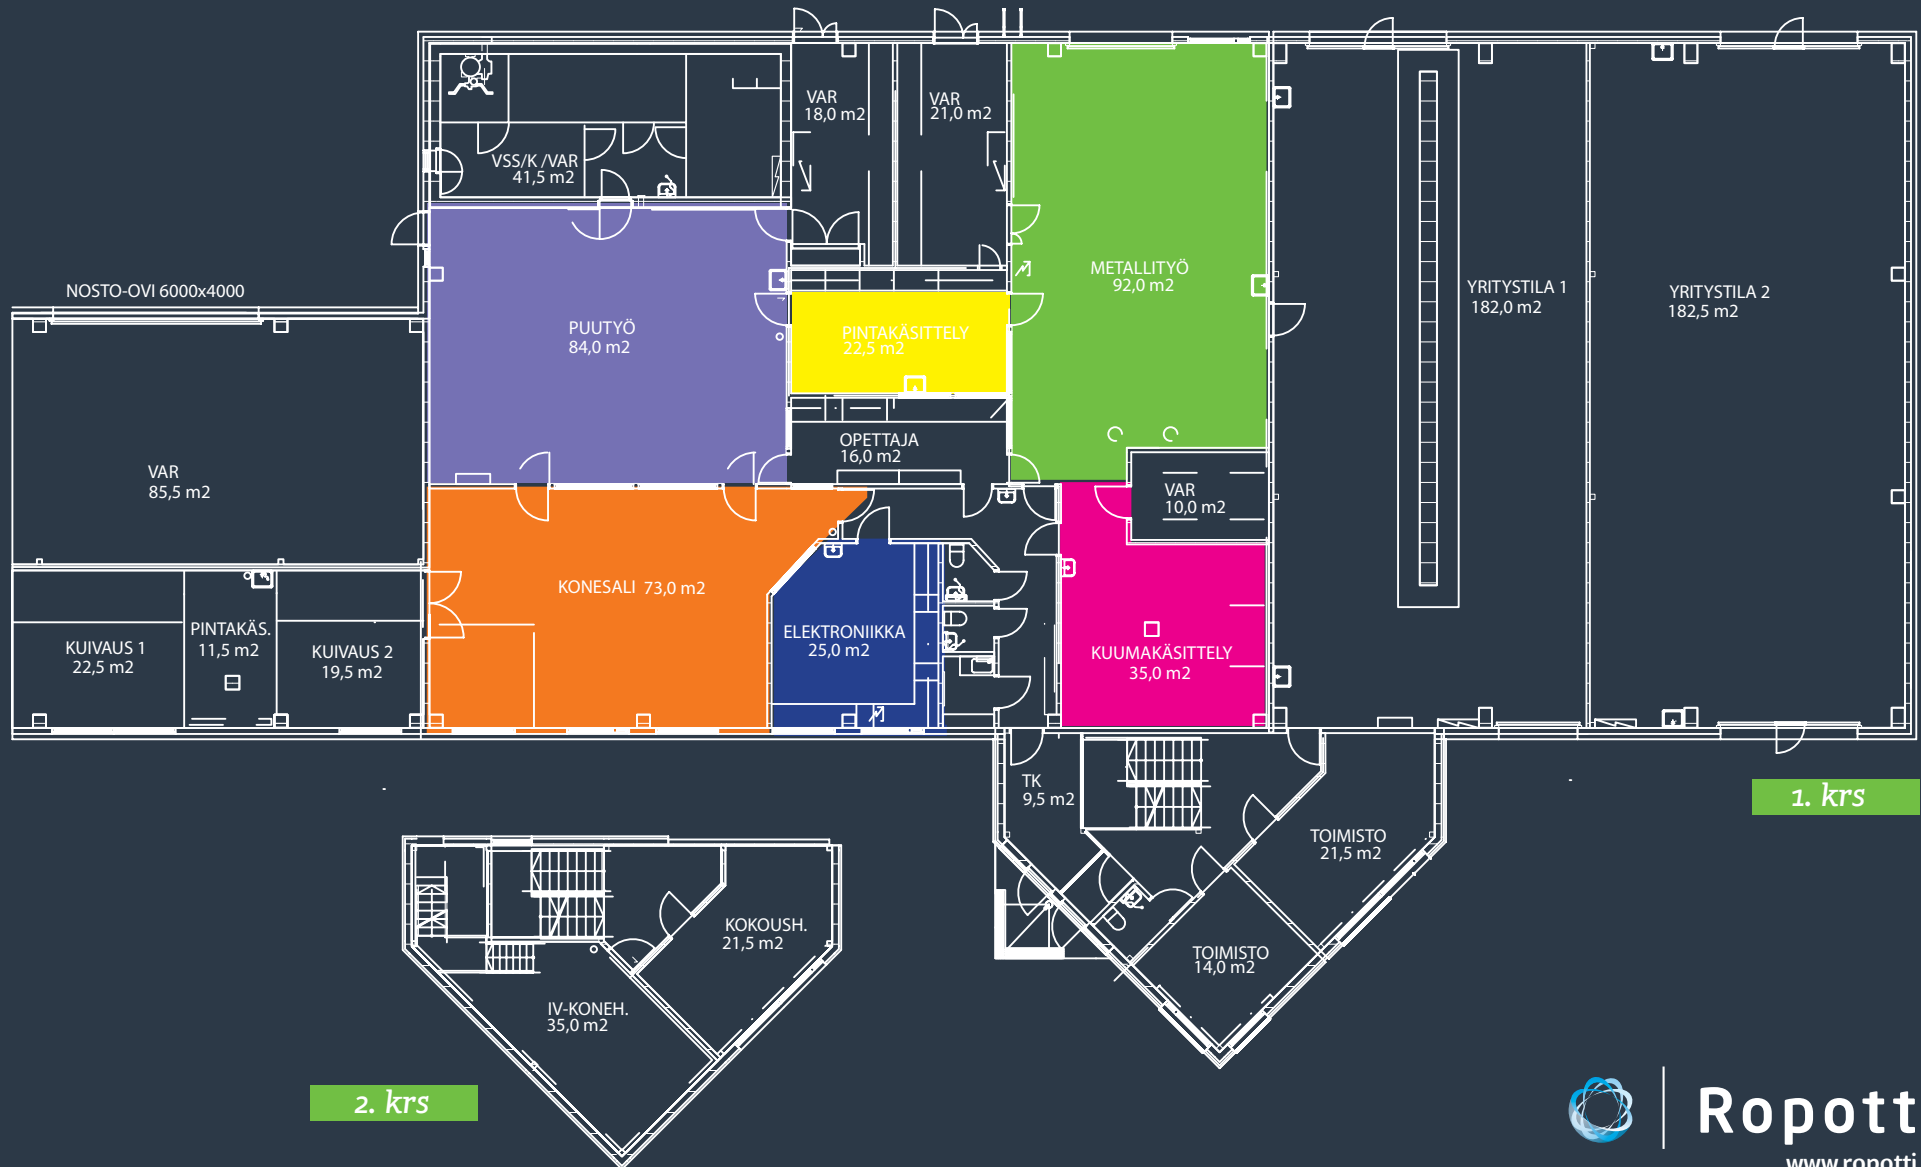 VAR
18,0 m2
VAR
21,0 m2
VSS/K /VAR
41,5 m2
NOSTO-OVI 6000x4000
METALLITYÖ
92,0 m2
YRITYSTILA 1
182,0 m2
YRITYSTILA 2
182,5 m2
PUUTYÖ
84,0 m2
PINTAKÄSITTELY
22,5 m2
OPETTAJA
16,0 m2
VAR
85,5 m2
VAR
10,0 m2
KONESALI 73,0 m2
ELEKTRONIIKKA
25,0 m2
KUUMAKÄSITTELY
35,0 m2
KUIVAUS 1
22,5 m2
PINTAKÄS.
11,5 m2
KUIVAUS 2
19,5 m2
TK
9,5 m2
1. krs
TOIMISTO
21,5 m2
TOIMISTO
14,0 m2
KOKOUSH.
21,5 m2
IV-KONEH.
35,0 m2
2. krs
Ropott
www.ropotti